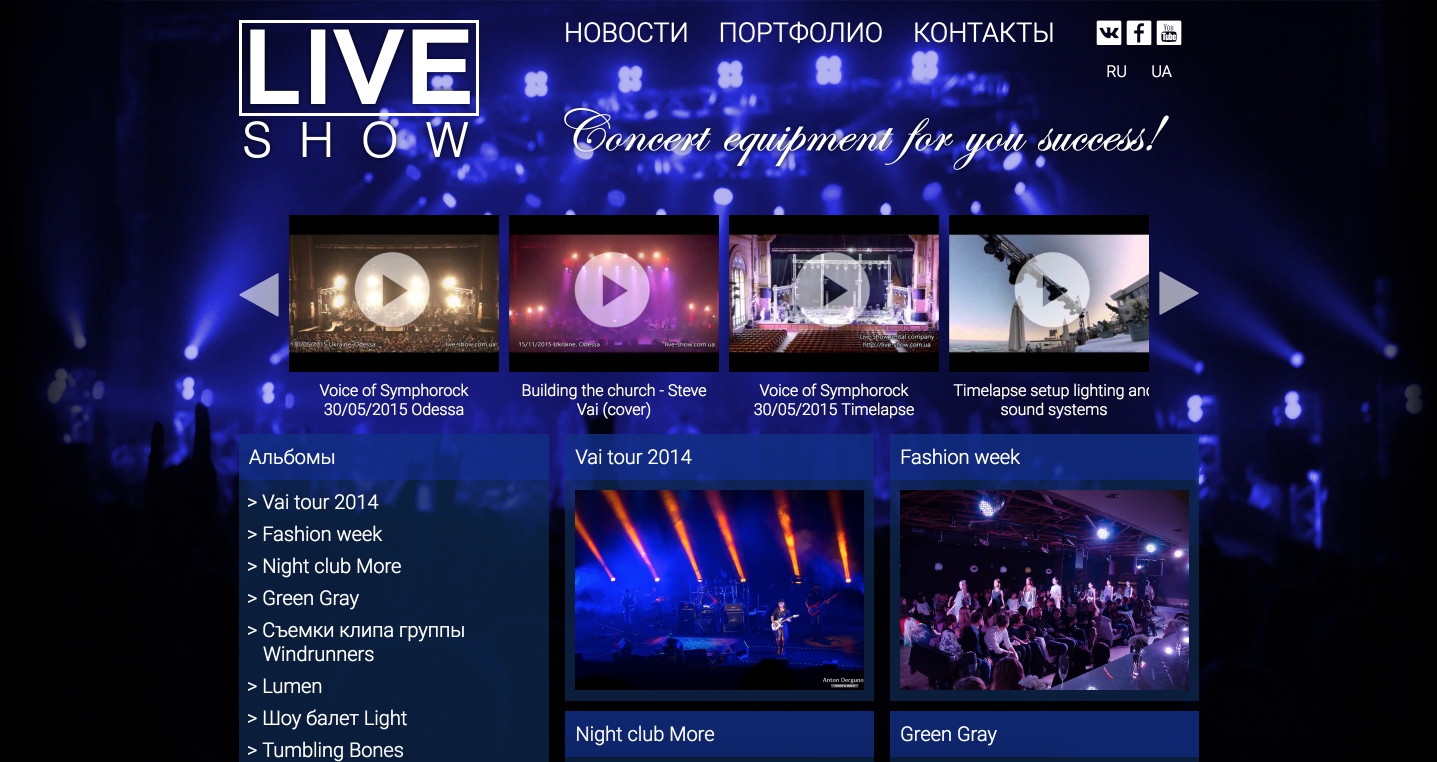 LIVE
SHOW
НОВОСТИ ПОРТФОЛИО КОНТАКТЫ
You
Tube
RU UA
Concert equipment for you success!
30/05/2015 Ukraine, Odessa live-show.com.ua
15/11/2015 Ukraine, Odessa live-show.com.ua
Live Show rental company
http://live-show.com.ua
Voice of Symphorock
30/05/2015 Odessa
Building the church - Steve
Vai (cover)
Voice of Symphorock
30/05/2015 Timelapse
Timelapse setup lighting and
sound systems
Альбомы
> Vai tour 2014
> Fashion week
> Night club More
> Green Gray
> Съемки клипа группы
Windrunners
> Lumen
> Шоу балет Light
> Tumbling Bones
Vai tour 2014
Anton Derguno
Fashion week
Night club More
Green Gray